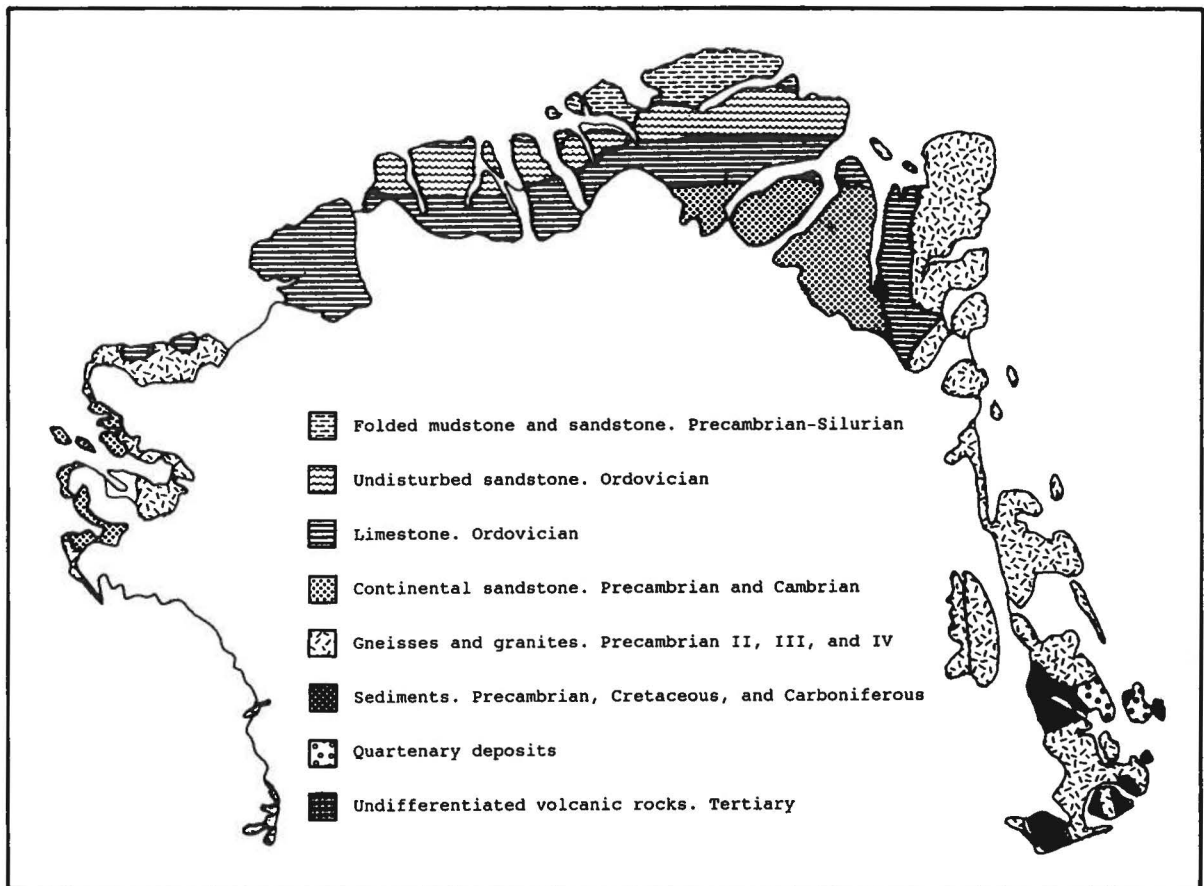 Folded mudstone and sandstone. Precambrian-Silurian
Undisturbed sandstone. Ordovician
Limestone. Ordovician
Continental sandstone. Precambrian and Cambrian
Gneisses and granites. Precambrian II, III, and IV
Sediments. Precambrian, Cretaceous, and Carboniferous
Quartenary deposits
Undifferentiated volcanic rocks. Tertiary